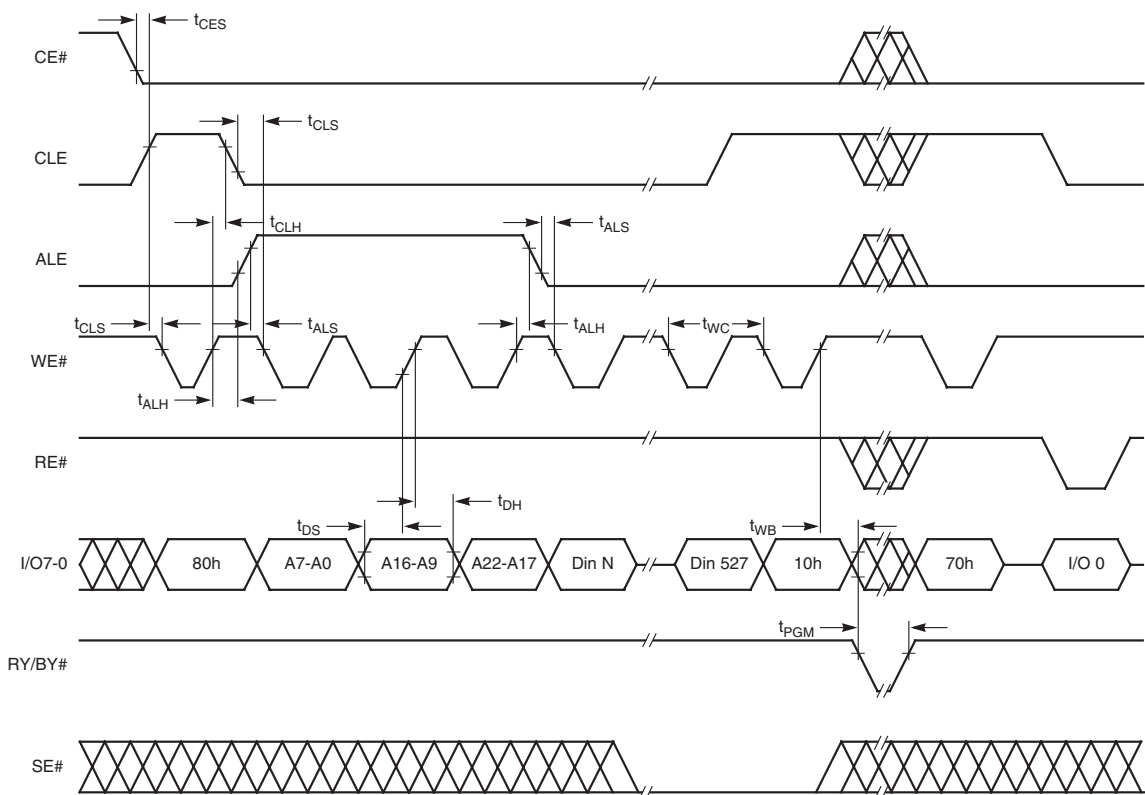 tCES
CE#
tCLS
CLE
tCLH
tALS
ALE
tCLS
tALS
tALH
tWC
WE#
tALH
RE#
tDH
tDS
tWB
I/O7-0
80h
A7-A0
A16-A9
A22-A17
Din N
Din 527
10h
70h
I/O 0
tPGM
RY/BY#
SE#